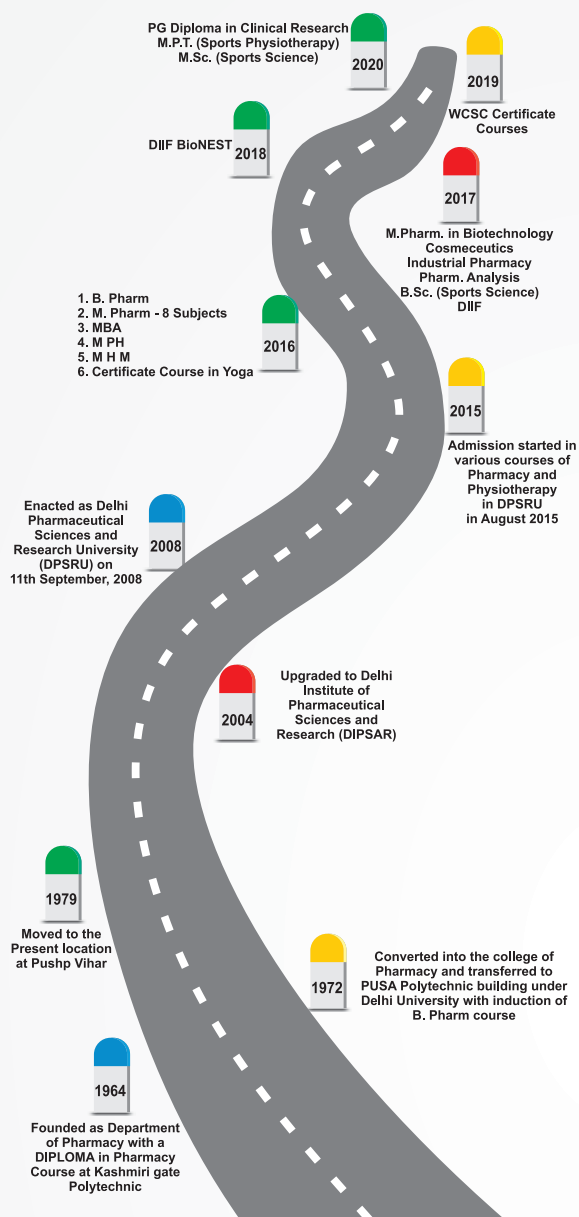 PG Diploma in Clinical Research
M.P.T. (Sports Physiotherapy)
M.Sc. (Sports Science)
2020
2019
WCSC Certificate
Courses
DIIF BioNEST
2018
2017
M.Pharm. in Biotechnology
Cosmeceutics
Industrial Pharmacy
Pharm. Analysis
B.Sc. (Sports Science)
DIIF
1. B. Pharm
2. M. Pharm - 8 Subjects
3. MBA
4. M PH
5. M H M
6. Certificate Course in Yoga
2016
2015
Admission started in
various courses of
Pharmacy and
Physiotherapy
in DPSRU
in August 2015
Enacted as Delhi
Pharmaceutical
Sciences and
Research University
(DPSRU) on
11th September, 2008
2008
2004
Upgraded to Delhi
Institute of
Pharmaceutical
Sciences and
Research (DIPSAR)
1979
Moved to the
Present location
at Pushp Vihar
1972
Converted into the college of
Pharmacy and transferred to
PUSA Polytechnic building under
Delhi University with induction of
B. Pharm course
1964
Founded as Department
of Pharmacy with a
DIPLOMA in Pharmacy
Course at Kashmiri gate
Polytechnic